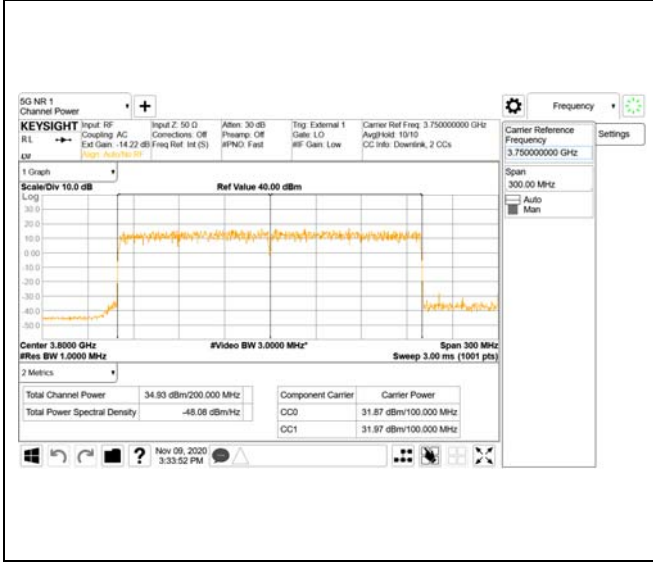 5G NR 1
Channel Power
Frequency
KEYSIGHT Input: RF Input Z: 50 Ω Atten: 30 dB Trig: External 1 Carrier Ref Freq: 3.750000000 GHz
R L Coupling: AC Corrections: Off Preamp: Off Gate: LO Avg|Hold: 10/10
Ext Gain: -14.22 dB Freq Ref: Int (S) #PNO: Fast #IF Gain: Low CC Info: Downlink, 2 CCs
Align: Auto/No RF
Carrier Reference
Frequency
3.750000000 GHz
Settings
Span
300.00 MHz
Auto
Man
1 Graph
Scale/Div 10.0 dB Ref Value 40.00 dBm
Log
30.0
20.0
10.0
0.00
-10.0
-20.0
-30.0
-40.0
-50.0
Center 3.8000 GHz #Video BW 3.0000 MHz* Span 300 MHz
#Res BW 1.0000 MHz Sweep 3.00 ms (1001 pts)
2 Metrics
Total Channel Power 34.93 dBm/200.000 MHz
Total Power Spectral Density -48.08 dBm/Hz
Component Carrier Carrier Power
CC0 31.87 dBm/100.000 MHz
CC1 31.97 dBm/100.000 MHz
? Nov 09, 2020
3:33:52 PM